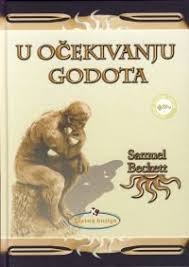 U OČEKIVANJU
GODOTA
Samuel
Beckett